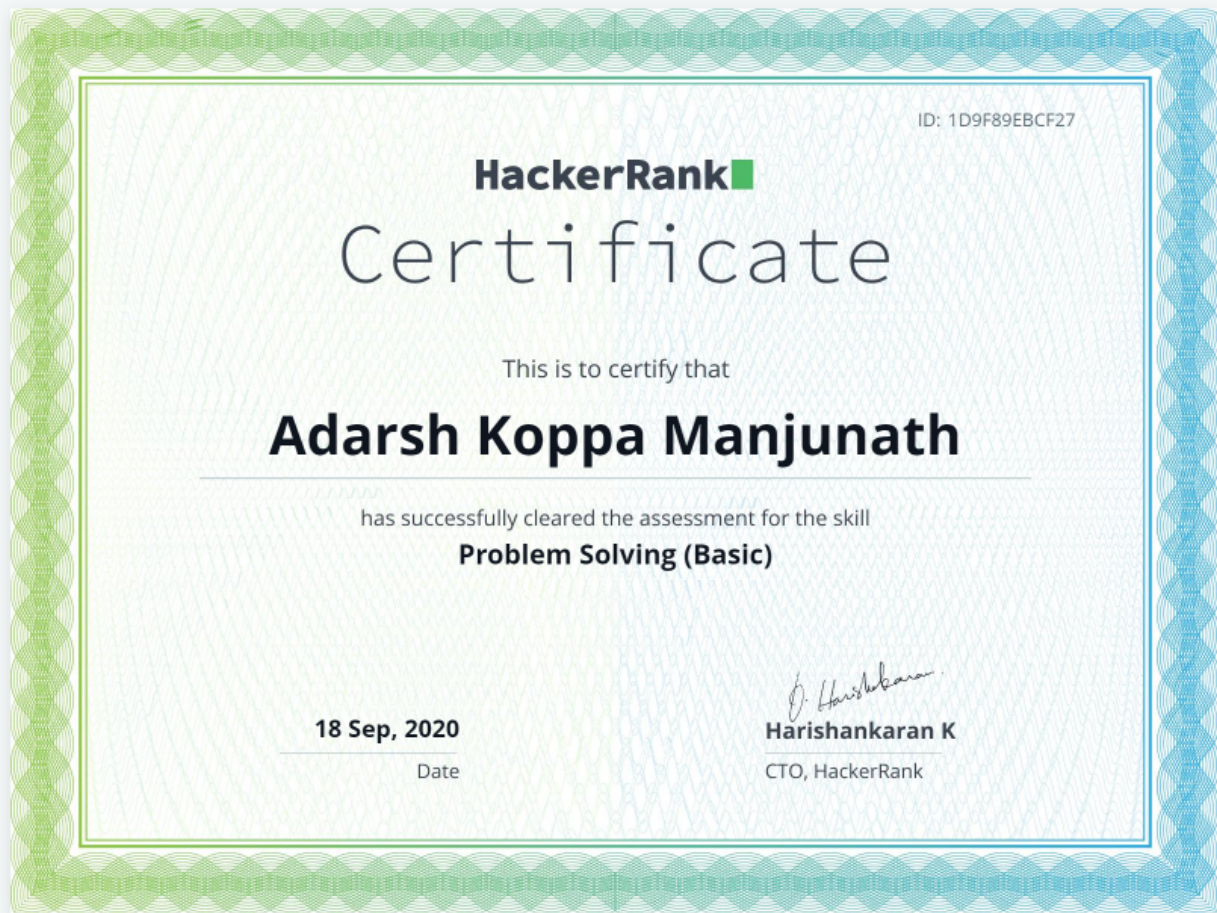 ID: 1D9F89EBCF27
HackerRank
Certificate
This is to certify that
Adarsh Koppa Manjunath
has successfully cleared the assessment for the skill
Problem Solving (Basic)
18 Sep, 2020
Date
Harishankaran K
CTO, HackerRank